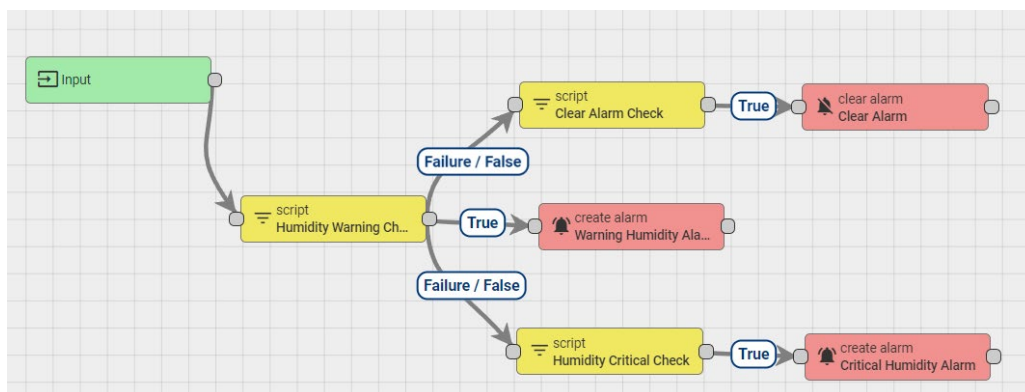 Input
script
Clear Alarm Check
True
clear alarm
Clear Alarm
Failure / False
script
Humidity Warning Ch...
True
create alarm
Warning Humidity Ala...
Failure / False
script
Humidity Critical Check
True
create alarm
Critical Humidity Alarm